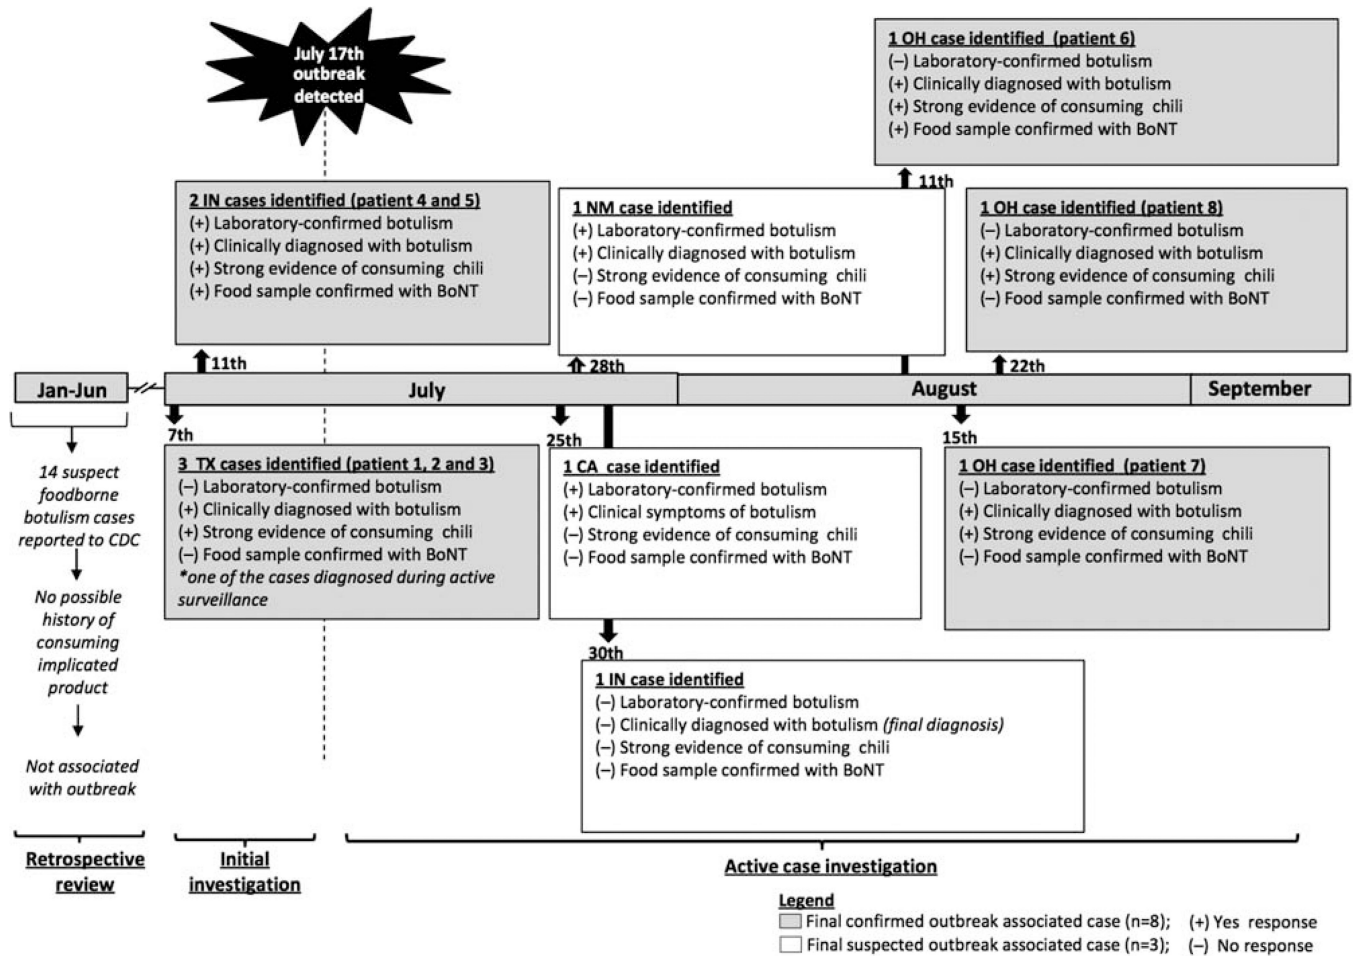 July 17th
outbreak
detected
1 OH case identified (patient 6)
(–) Laboratory-confirmed botulism
(+) Clinically diagnosed with botulism
(+) Strong evidence of consuming chili
(+) Food sample confirmed with BoNT
11th
2 IN cases identified (patient 4 and 5)
(+) Laboratory-confirmed botulism
(+) Clinically diagnosed with botulism
(+) Strong evidence of consuming chili
(+) Food sample confirmed with BoNT
11th
1 NM case identified
(+) Laboratory-confirmed botulism
(+) Clinically diagnosed with botulism
(–) Strong evidence of consuming chili
(–) Food sample confirmed with BoNT
28th
1 OH case identified (patient 8)
(–) Laboratory-confirmed botulism
(+) Clinically diagnosed with botulism
(+) Strong evidence of consuming chili
(–) Food sample confirmed with BoNT
22th
Jan-Jun
July
August
September
14 suspect
foodborne
botulism cases
reported to CDC
No possible
history of
consuming
implicated
product
Not associated
with outbreak
7th
3 TX cases identified (patient 1, 2 and 3)
(–) Laboratory-confirmed botulism
(+) Clinically diagnosed with botulism
(+) Strong evidence of consuming chili
(–) Food sample confirmed with BoNT
*one of the cases diagnosed during active
surveillance
25th
1 CA case identified
(+) Laboratory-confirmed botulism
(+) Clinical symptoms of botulism
(–) Strong evidence of consuming chili
(–) Food sample confirmed with BoNT
15th
1 OH case identified (patient 7)
(–) Laboratory-confirmed botulism
(+) Clinically diagnosed with botulism
(+) Strong evidence of consuming chili
(–) Food sample confirmed with BoNT
30th
1 IN case identified
(–) Laboratory-confirmed botulism
(–) Clinically diagnosed with botulism (final diagnosis)
(–) Strong evidence of consuming chili
(–) Food sample confirmed with BoNT
Retrospective
review
Initial
investigation
Active case investigation
Legend
Final confirmed outbreak associated case (n=8); (+) Yes response
Final suspected outbreak associated case (n=3); (–) No response